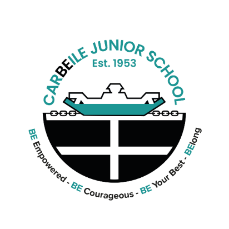 CARBEILE JUNIOR SCHOOL
Est. 1953
BE Empowered - BE Courageous - BE Your Best - BElong